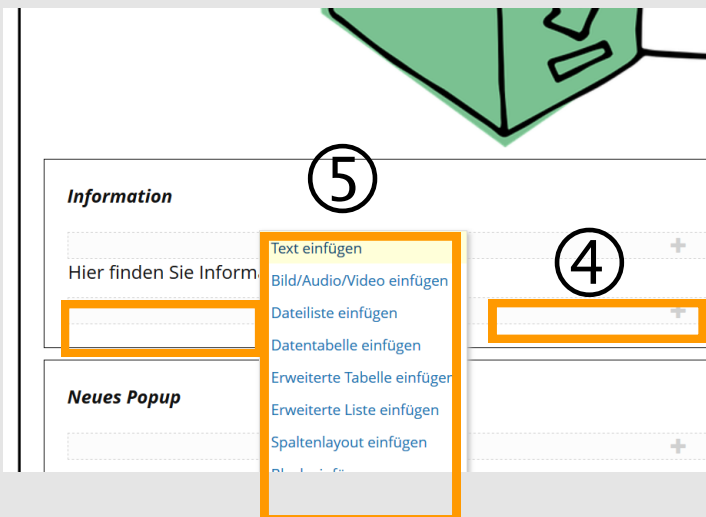 ⑤
Information
Text einfügen
④
Hier finden Sie
Bild/Audio/Video einfügen
Dateiliste einfügen
Datentabelle einfügen
Erweiterte Tabelle einfügen
Neues Popup
Erweiterte Liste einfügen
Spaltenlayout einfügen